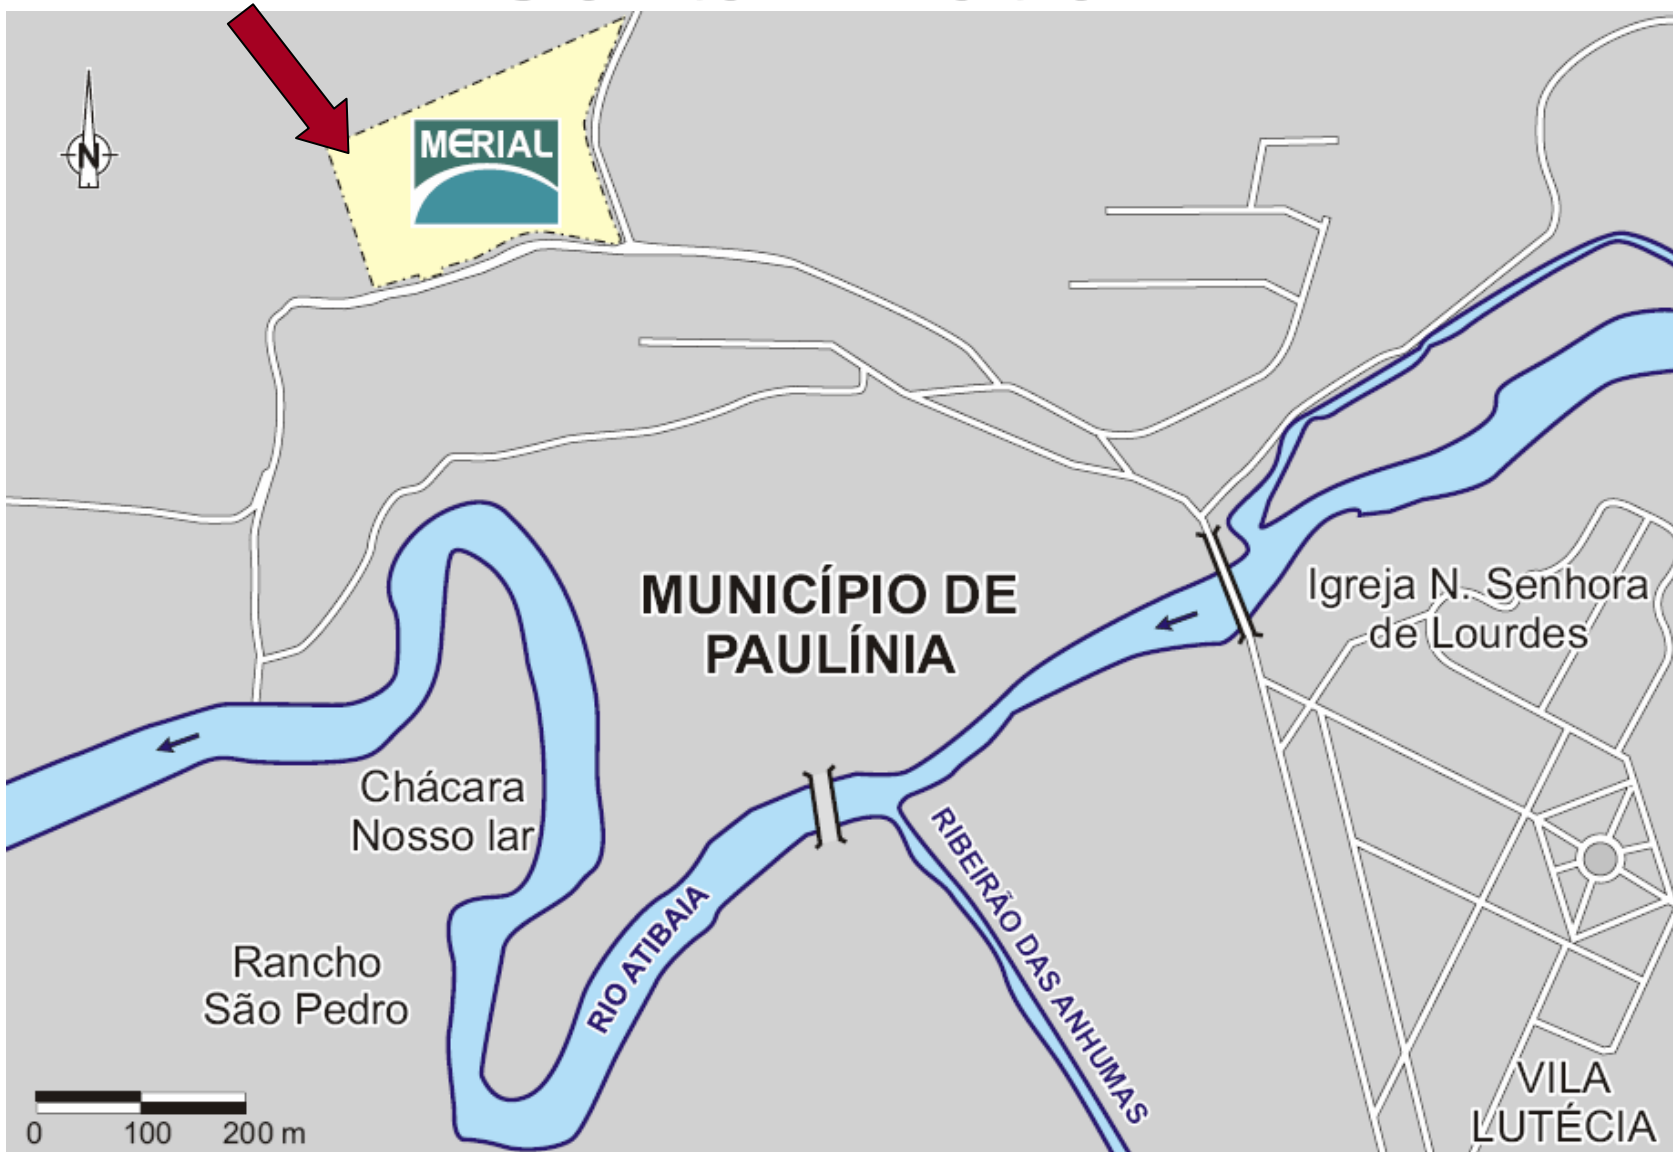 MERIAL
N
MUNICÍPIO DE
PAULÍNIA
Igreja N. Senhora
de Lourdes
Chácara
Nosso lar
RIBEIRÃO DAS ANHUMAS
RIO ATIBAIA
Rancho
São Pedro
VILA
LUTÉCIA
0 100 200 m